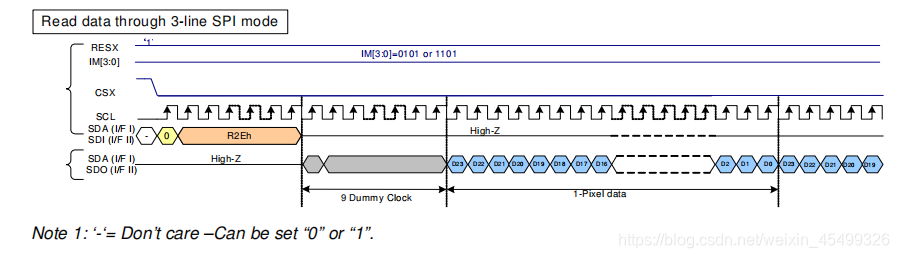 Read data through 3-line SPI mode
RESX
'1'
IM[3:0]
IM[3:0]=0101 or 1101
CSX
SCL
SDA (I/F I)
SDI (I/F II)
-
0
R2Eh
High-Z
SDA (I/F I)
SDO (I/F II)
High-Z
D23 D22 D21 D20 D19 D18 D17 D16 D2 D1 D0 D23 D22 D21 D20 D19
9 Dummy Clock
1-Pixel data
Note 1: '-'= Don't care –Can be set "0" or "1".
https://blog.csdn.net/weixin_45499326